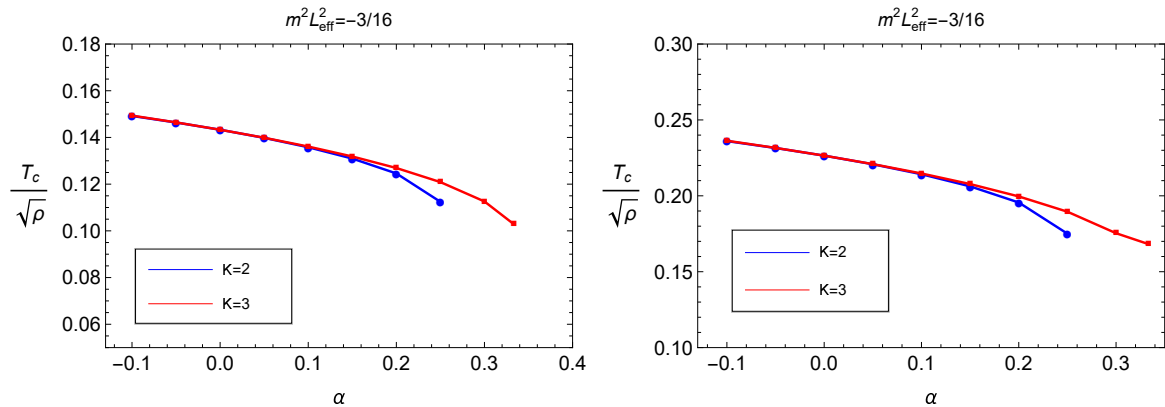 m²L²eff=−3/16
0.18
0.16
0.14
0.12
0.10
0.08
0.06
Tc
√ρ
K=2
K=3
−0.1 0.0 0.1 0.2 0.3 0.4
α
m²L²eff=−3/16
0.30
0.25
0.20
0.15
0.10
Tc
√ρ
K=2
K=3
−0.1 0.0 0.1 0.2 0.3
α